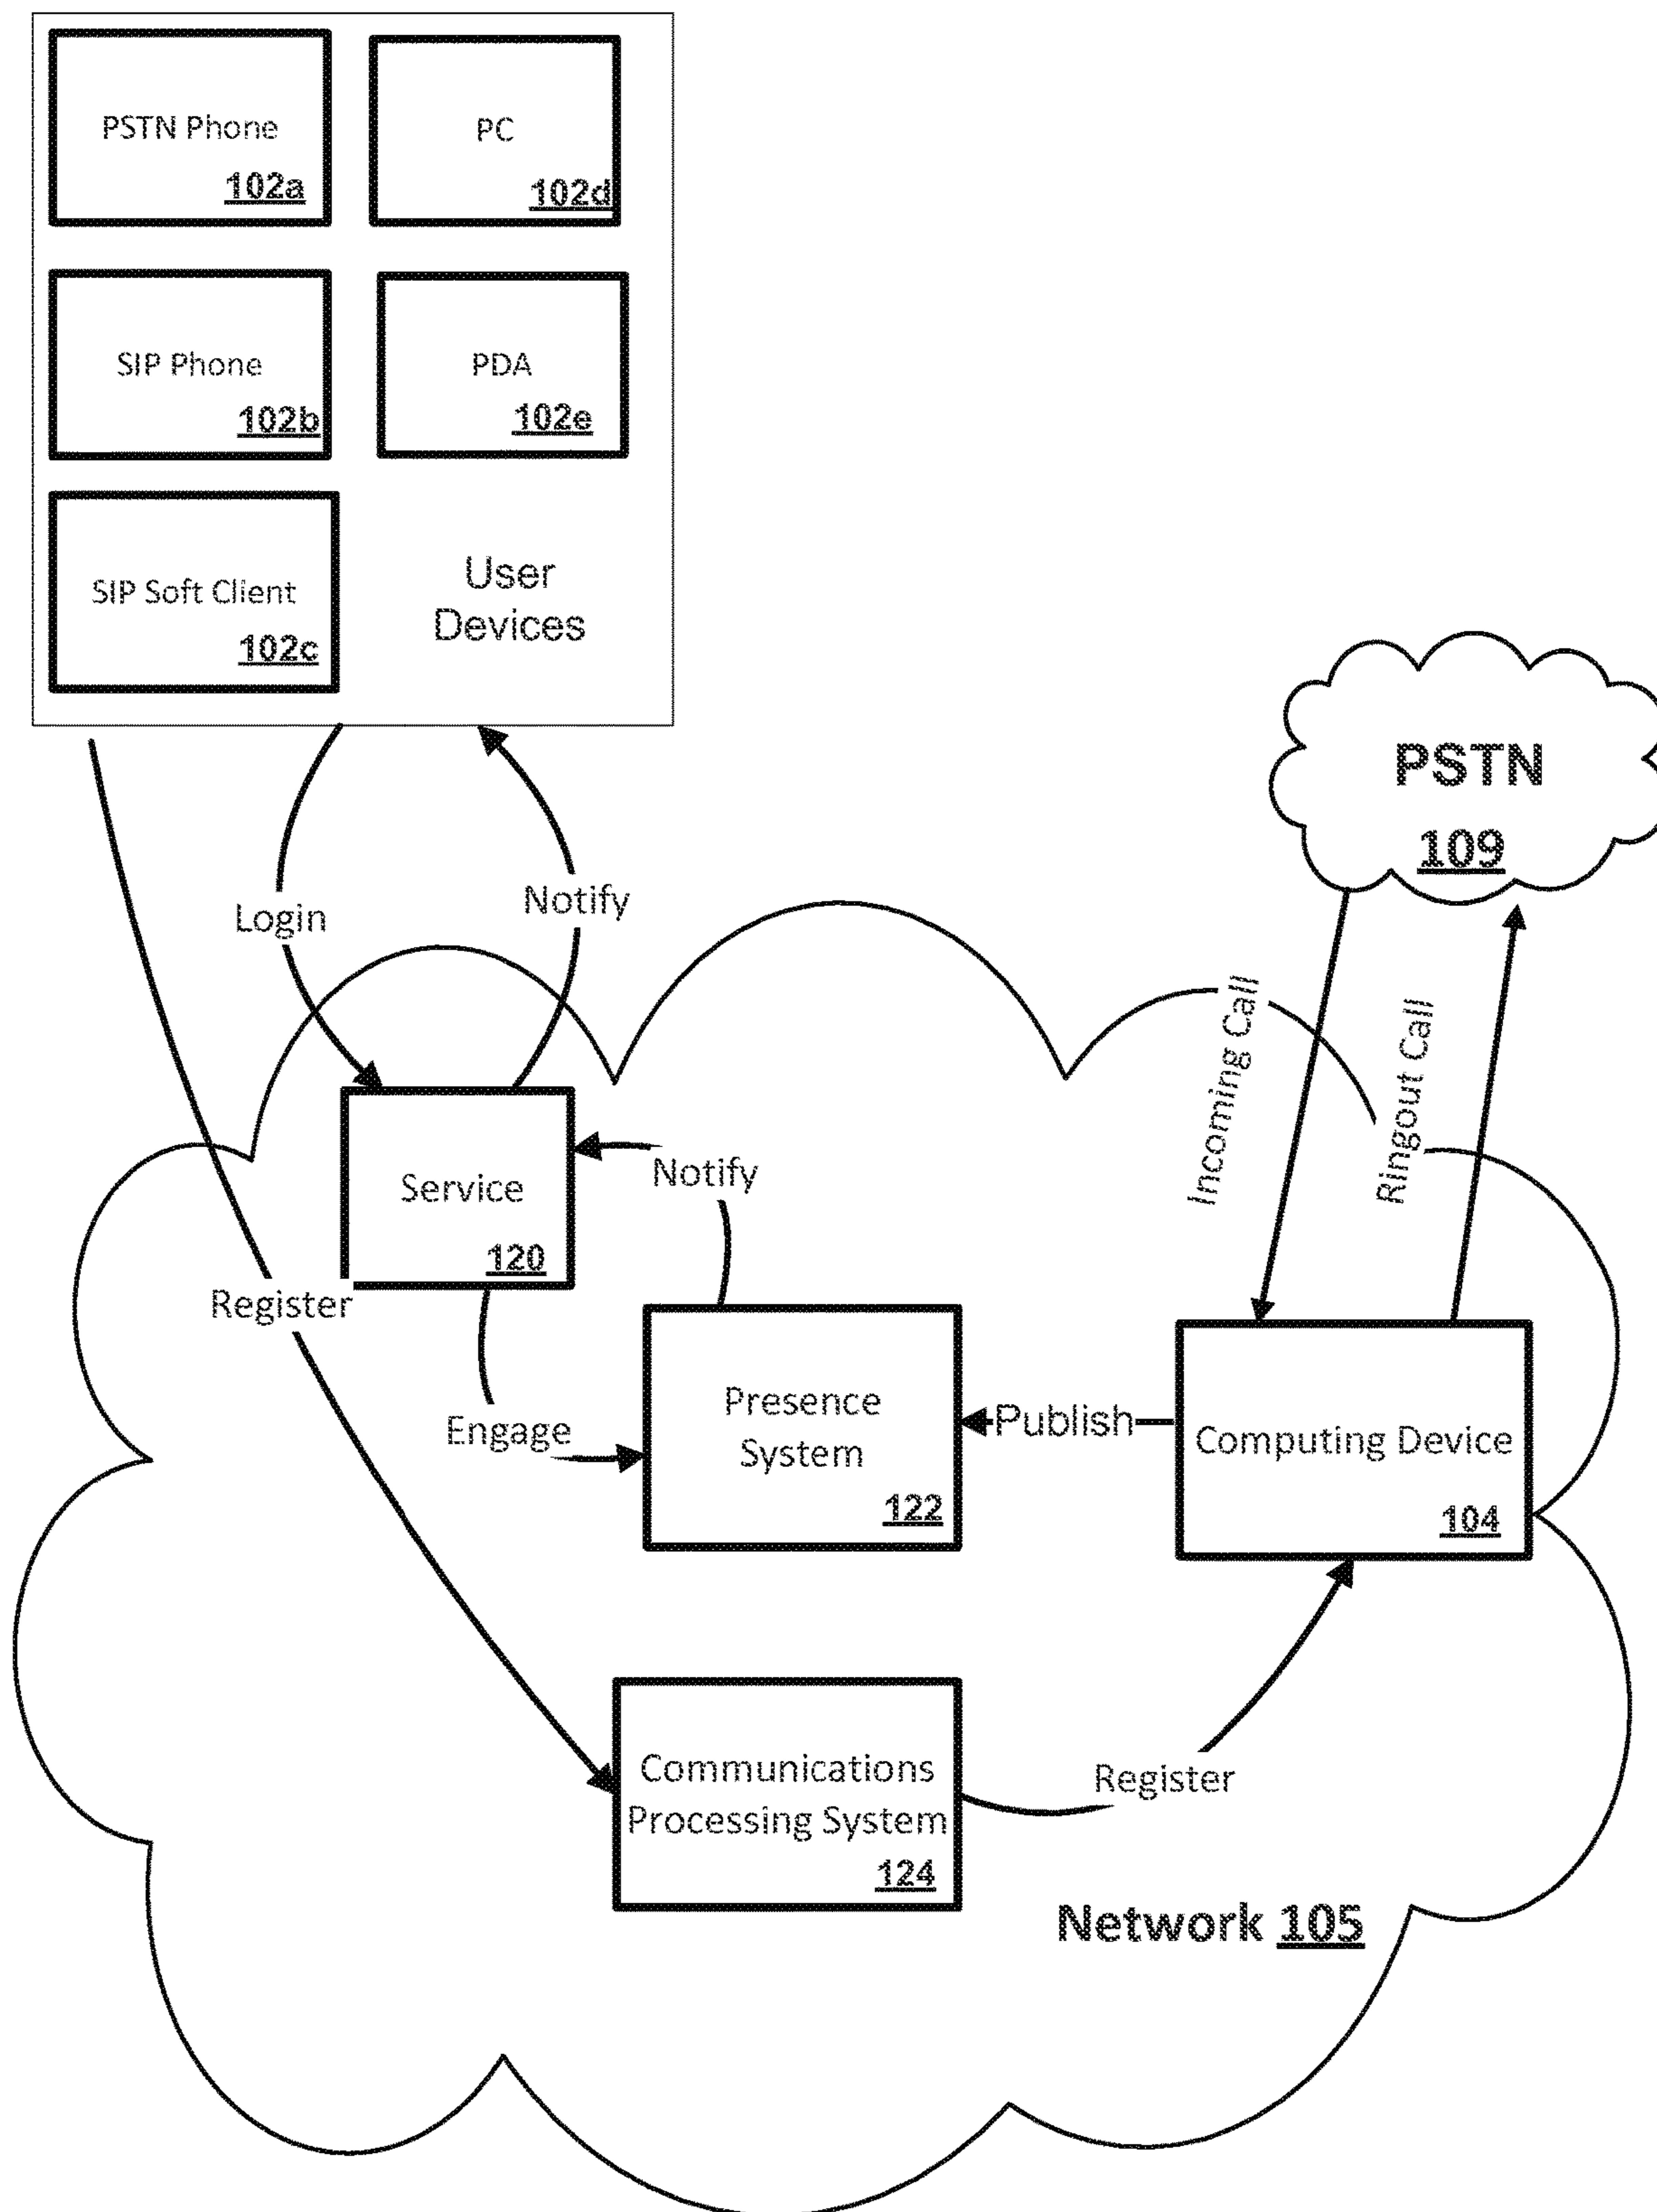 PSTN Phone
102a
PC
102d
SIP Phone
102b
PDA
102e
SIP Soft Client
102c
User
Devices
PSTN
109
Login
Notify
Incoming Call
Ringout Call
Service
120
Notify
Register
Engage
Presence
System
122
Publish
Computing Device
104
Communications
Processing System
124
Register
Network 105